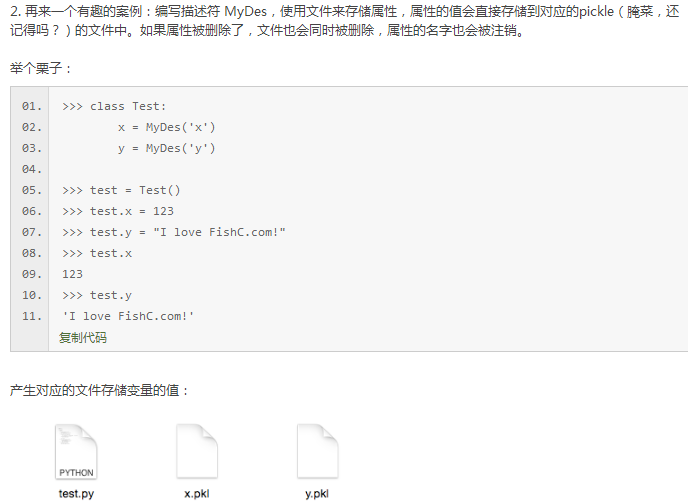 2. 再来一个有趣的案例：编写描述符 MyDes，使用文件来存储属性，属性的值会直接存储到对应的pickle（腌菜，还
记得吗？）的文件中。如果属性被删除了，文件也会同时被删除，属性的名字也会被注销。
举个栗子：
01. >>> class Test:
02.         x = MyDes('x')
03.         y = MyDes('y')
04.
05. >>> test = Test()
06. >>> test.x = 123
07. >>> test.y = "I love FishC.com!"
08. >>> test.x
09. 123
10. >>> test.y
11. 'I love FishC.com!'
复制代码
产生对应的文件存储变量的值：
PYTHON
test.py x.pkl y.pkl